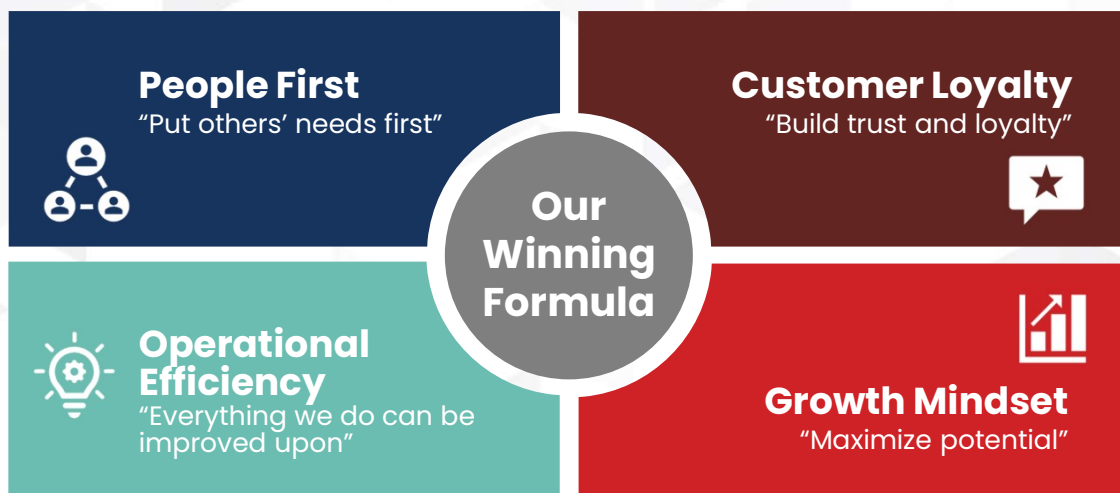 People First
“Put others’ needs first”
Customer Loyalty
“Build trust and loyalty”
Our
Winning
Formula
Operational
Efficiency
“Everything we do can be
improved upon”
Growth Mindset
“Maximize potential”